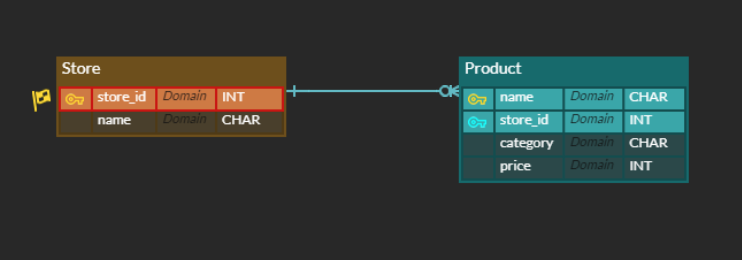 Store
store_id Domain INT
name Domain CHAR
Product
name Domain CHAR
store_id Domain INT
category Domain CHAR
price Domain INT